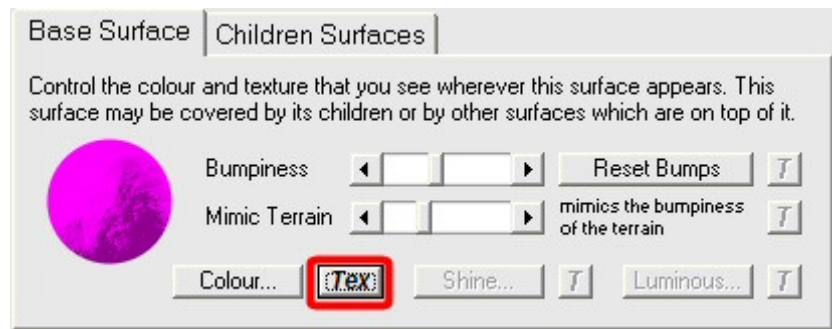 Base Surface Children Surfaces
Control the colour and texture that you see wherever this surface appears. This
surface may be covered by its children or by other surfaces which are on top of it.
Bumpiness Reset Bumps T
Mimic Terrain mimics the bumpiness
of the terrain T
Colour... Tex Shine... T Luminous... T